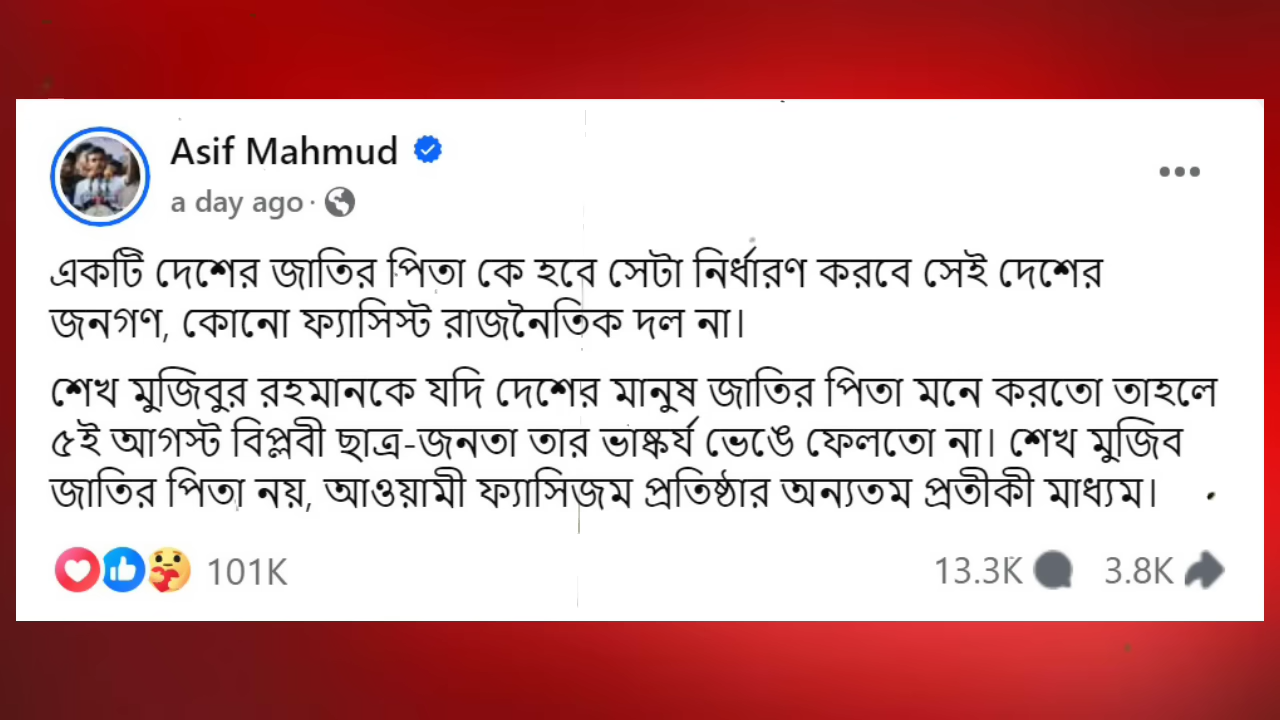 Asif Mahmud
a day ago ·
একটি দেশের জাতির পিতা কে হবে সেটা নির্ধারণ করবে সেই দেশের
জনগণ, কোনো ফ্যাসিস্ট রাজনৈতিক দল না।
শেখ মুজিবুর রহমানকে যদি দেশের মানুষ জাতির পিতা মনে করতো তাহলে
৫ই আগস্ট বিপ্লবী ছাত্র-জনতা তার ভাষ্কর্য ভেঙে ফেলতো না। শেখ মুজিব
জাতির পিতা নয়, আওয়ামী ফ্যাসিজম প্রতিষ্ঠার অন্যতম প্রতীকী মাধ্যম।
101K 13.3K 3.8K